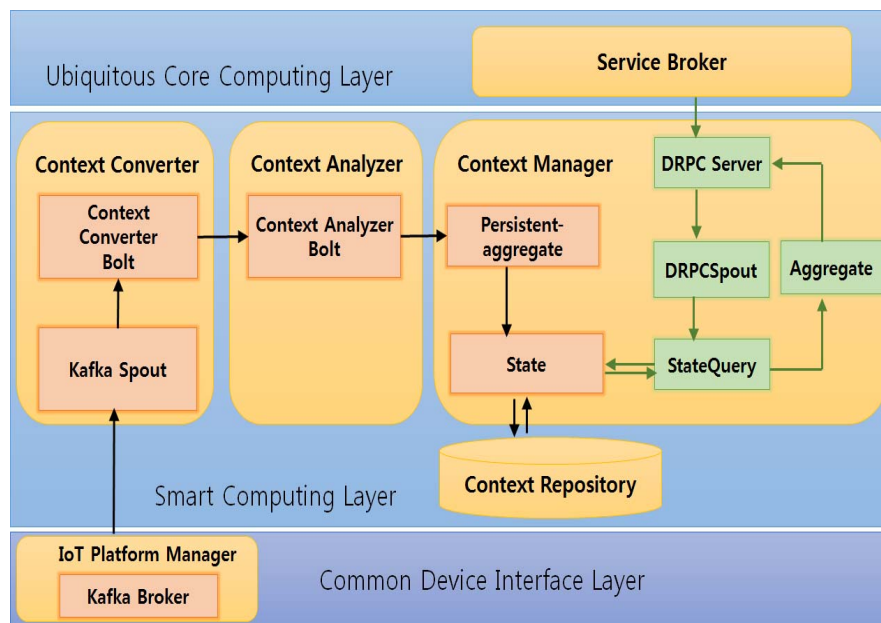 Ubiquitous Core Computing Layer
Service Broker
Context Converter
Context Analyzer
Context Manager
DRPC Server
Context
Converter
Bolt
Context Analyzer
Bolt
Persistent-
aggregate
DRPCSpout
Aggregate
Kafka Spout
State
StateQuery
Context Repository
Smart Computing Layer
IoT Platform Manager
Kafka Broker
Common Device Interface Layer